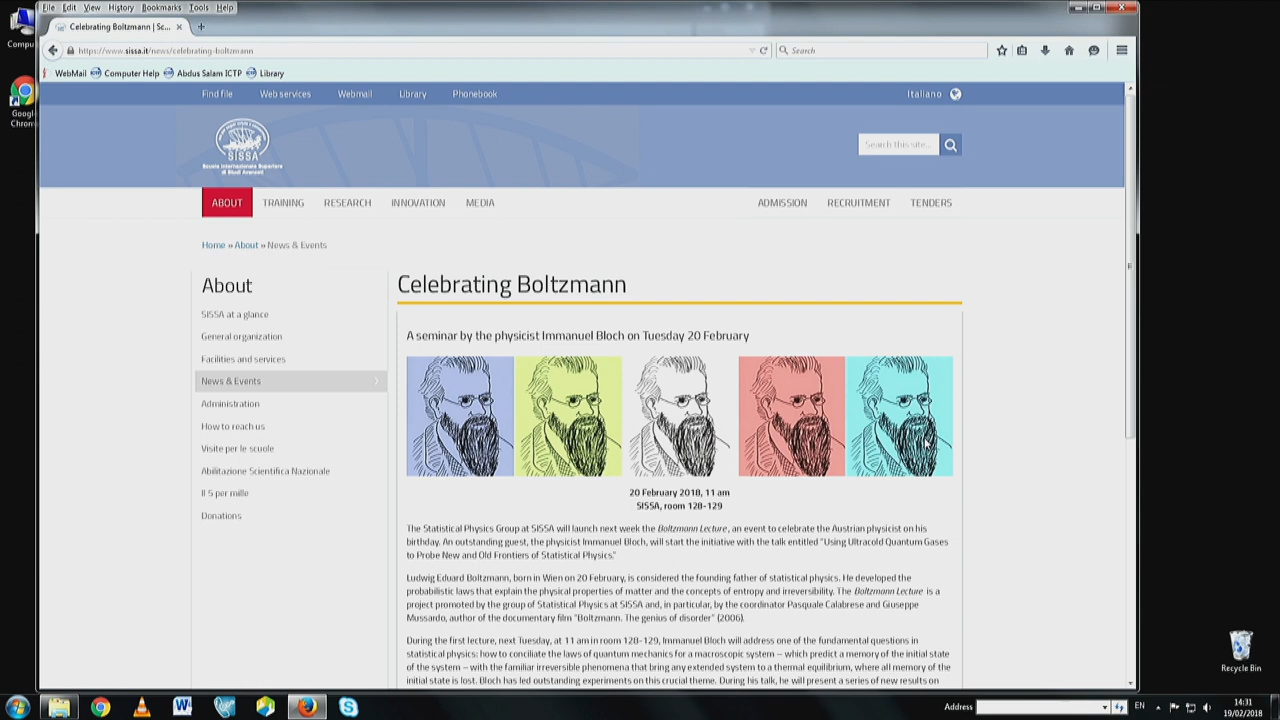 File Edit View History Bookmarks Tools Help
Celebrating Boltzmann | Sc...
https://www.sissa.it/news/celebrating-boltzmann
Search
WebMail Computer Help Abdus Salam ICTP Library
Find file Web services Webmail Library Phonebook Italiano
SISSA
Scuola Internazionale Superiore
di Studi Avanzati
Search this site...
ABOUT TRAINING RESEARCH INNOVATION MEDIA ADMISSION RECRUITMENT TENDERS
Home » About » News & Events
About
SISSA at a glance
General organization
Facilities and services
News & Events
Administration
How to reach us
Visite per le scuole
Abilitazione Scientifica Nazionale
Il 5 per mille
Donations
Celebrating Boltzmann
A seminar by the physicist Immanuel Bloch on Tuesday 20 February
20 February 2018, 11 am
SISSA, room 128-129
The Statistical Physics Group at SISSA will launch next week the Boltzmann Lecture, an event to celebrate the Austrian physicist on his
birthday. An outstanding guest, the physicist Immanuel Bloch, will start the initiative with the talk entitled "Using Ultracold Quantum Gases
to Probe New and Old Frontiers of Statistical Physics."
Ludwig Eduard Boltzmann, born in Wien on 20 February, is considered the founding father of statistical physics. He developed the
probabilistic laws that explain the physical properties of matter and the concepts of entropy and irreversibility. The Boltzmann Lecture is a
project promoted by the group of Statistical Physics at SISSA and, in particular, by the coordinator Pasquale Calabrese and Giuseppe
Mussardo, author of the documentary film "Boltzmann. The genius of disorder" (2006).
During the first lecture, next Tuesday, at 11 am in room 128-129, Immanuel Bloch will address one of the fundamental questions in
statistical physics: how to conciliate the laws of quantum mechanics for a macroscopic system – which predict a memory of the initial state
of the system – with the familiar irreversible phenomena that bring any extended system to a thermal equilibrium, where all memory of the
initial state is lost. Bloch has led outstanding experiments on this crucial theme. During his talk, he will present a series of new results on
Compu
Googl
Chron
Recycle Bin
Address
EN
14:31
19/02/2018